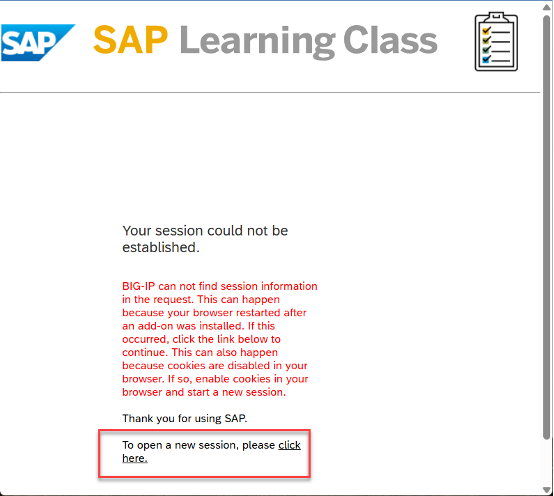 SAP SAP Learning Class
Your session could not be
established.
BIG-IP can not find session information
in the request. This can happen
because your browser restarted after
an add-on was installed. If this
occurred, click the link below to
continue. This can also happen
because cookies are disabled in your
browser. If so, enable cookies in your
browser and start a new session.
Thank you for using SAP.
To open a new session, please click
here.